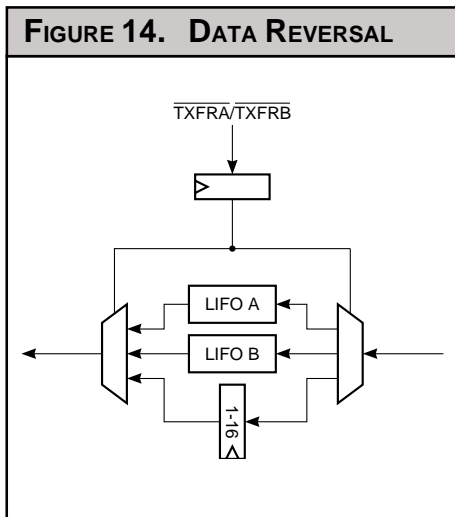 FIGURE 14. DATA REVERSAL
TXFRA/TXFRB
LIFO A
LIFO B
1-16